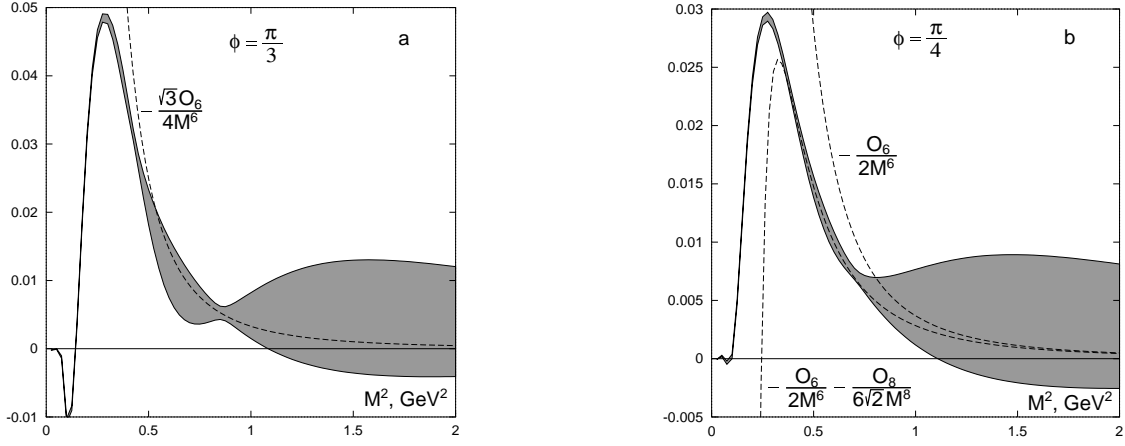 0.05
0.04
0.03
0.02
0.01
0
-0.01
0
0.5
1
1.5
2
ϕ = π/3
a
− √3 O₆ / 4M⁶
M², GeV²
0.03
0.025
0.02
0.015
0.01
0.005
0
-0.005
0
0.5
1
1.5
2
ϕ = π/4
b
− O₆ / 2M⁶
− O₆ / 2M⁶ − O₈ / 6√2 M⁸
M², GeV²